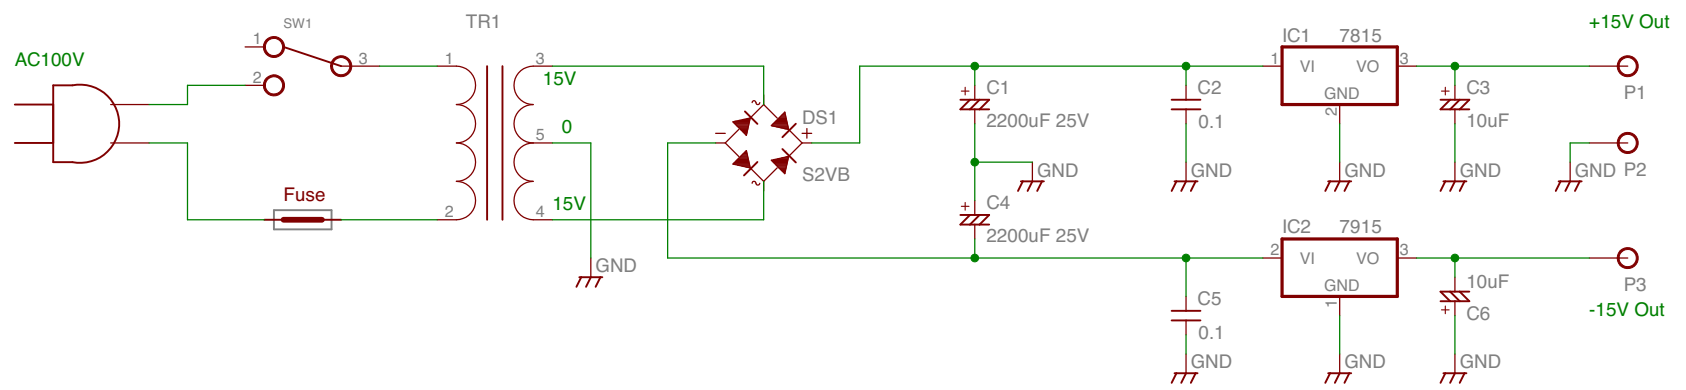 AC100V
SW1
1
2
3
Fuse
TR1
1
2
3
15V
0
5
15V
4
GND
~
DS1
-
+
S2VB
~
+
C1
2200uF 25V
GND
+
C4
2200uF 25V
C2
0.1
GND
C5
0.1
GND
IC1 7815
1 VI VO 3
GND
2
GND
IC2 7915
2 VI VO 3
GND
1
GND
C3
+
10uF
GND
10uF
+
C6
GND
+15V Out
P1
GND P2
P3
-15V Out